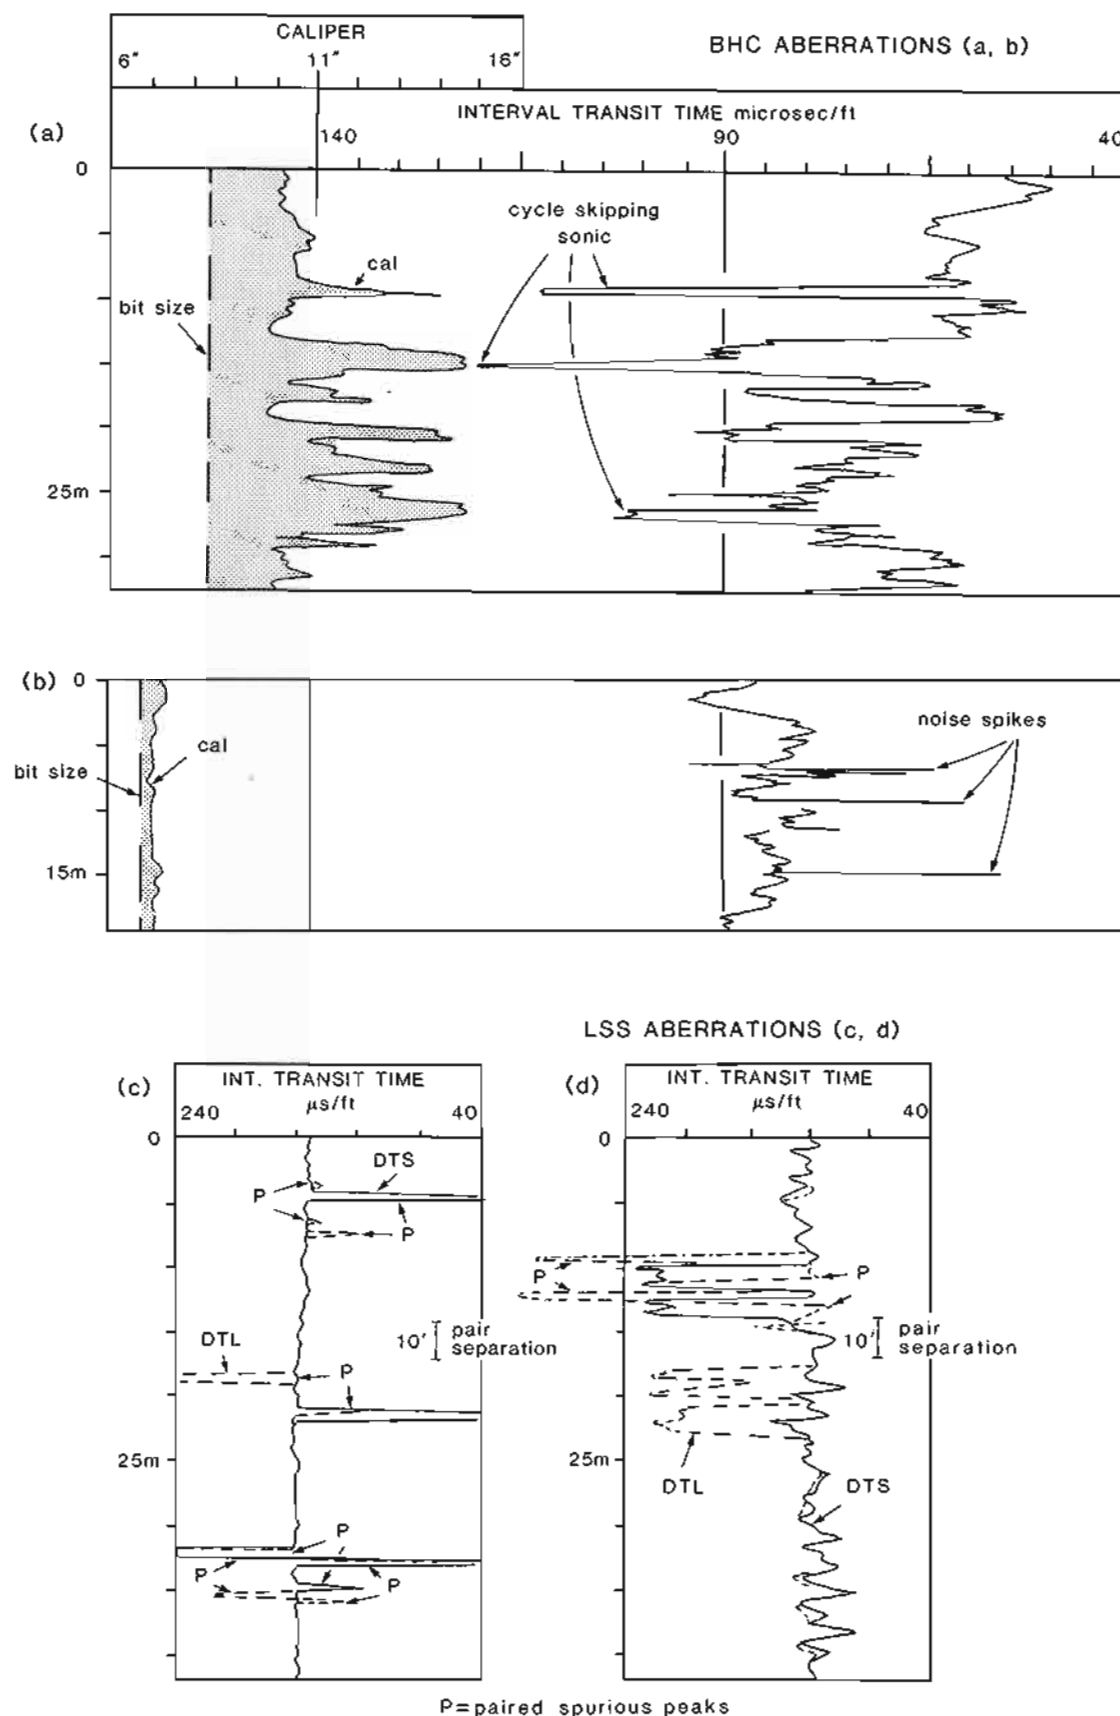 CALIPER
6" 11" 16"
BHC ABERRATIONS (a, b)
INTERVAL TRANSIT TIME microsec/ft
(a)
140 90 40
0
cycle skipping
sonic
cal
bit size
25m
(b) 0
noise spikes
cal
bit size
15m
LSS ABERRATIONS (c, d)
(c)
INT. TRANSIT TIME
µs/ft
240 40
0
DTS
P
P
DTL
10' pair
separation
P
25m
P
P
P
(d)
INT. TRANSIT TIME
µs/ft
240 40
0
P
P
10' pair
separation
25m
DTL
DTS
P=paired spurious peaks